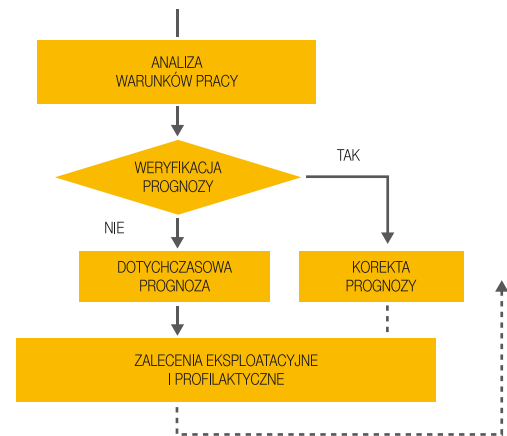 ANALIZA
WARUNKÓW PRACY
WERYFIKACJA
PROGNOZY
TAK
NIE
DOTYCHCZASOWA
PROGNOZA
KOREKTA
PROGNOZY
ZALECENIA EKSPLOATACYJNE
I PROFILAKTYCZNE